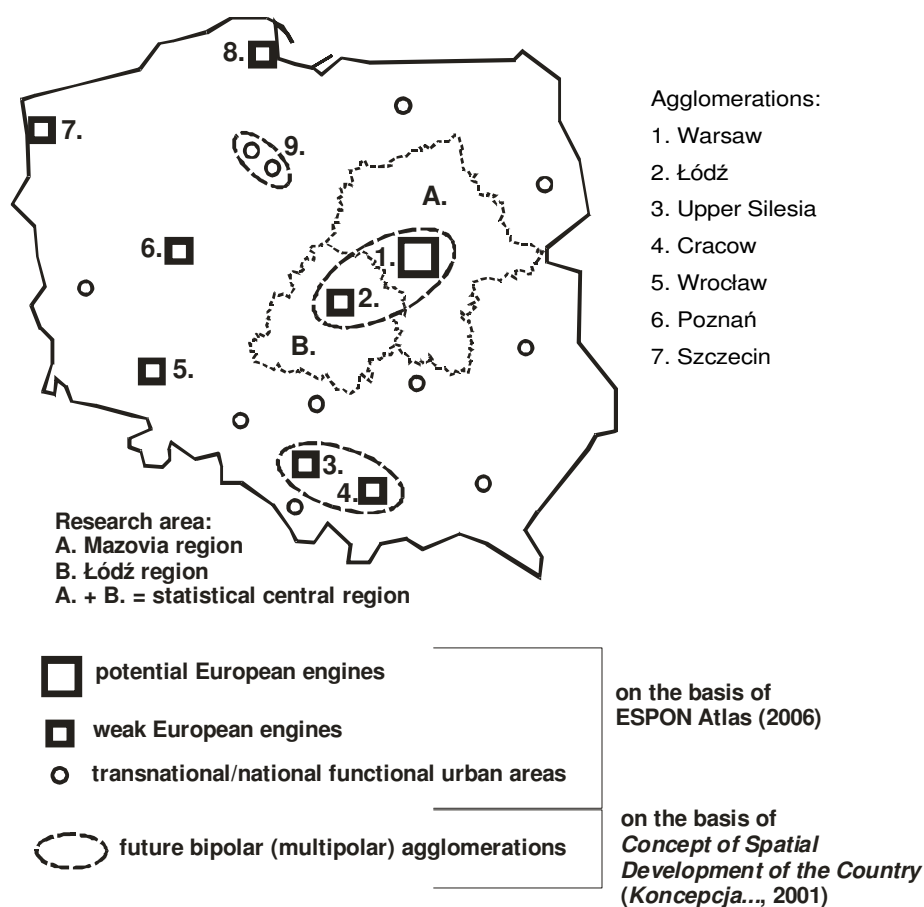 8.
7.
9.
A.
6.
1.
2.
B.
5.
3.
4.
Agglomerations:
1. Warsaw
2. Łódź
3. Upper Silesia
4. Cracow
5. Wrocław
6. Poznań
7. Szczecin
Research area:
A. Mazovia region
B. Łódź region
A. + B. = statistical central region
potential European engines
weak European engines
transnational/national functional urban areas
on the basis of
ESPON Atlas (2006)
future bipolar (multipolar) agglomerations
on the basis of
Concept of Spatial
Development of the Country
(Koncepcja..., 2001)